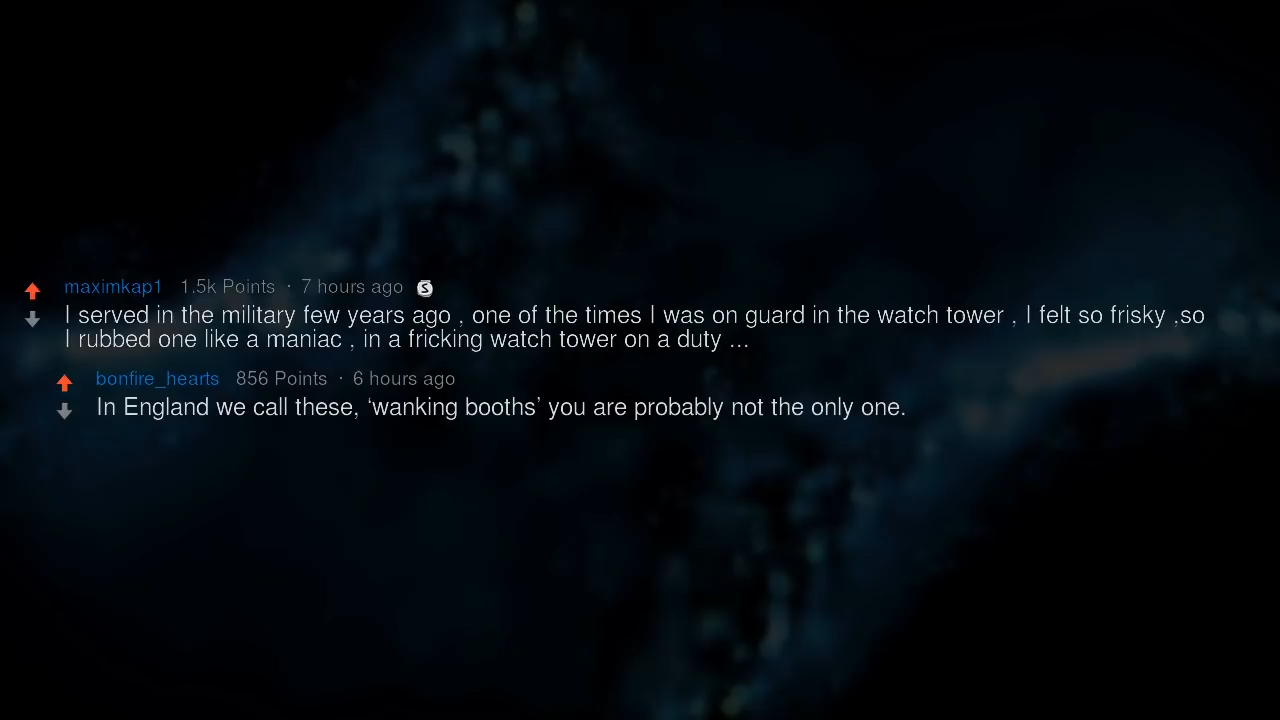 maximkap1 1.5k Points · 7 hours ago S
I served in the military few years ago , one of the times I was on guard in the watch tower , I felt so frisky ,so
I rubbed one like a maniac , in a fricking watch tower on a duty ...
bonfire_hearts 856 Points · 6 hours ago
In England we call these, ‘wanking booths’ you are probably not the only one.